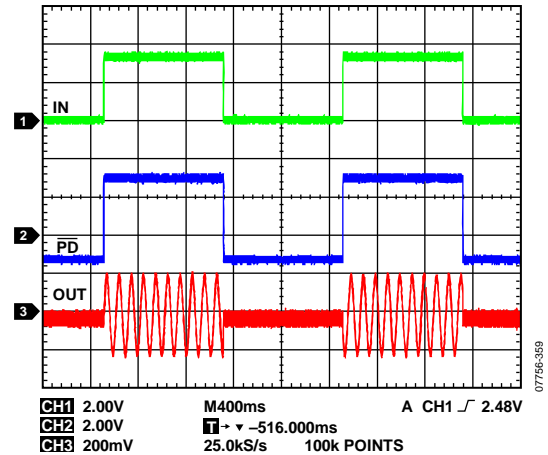 IN
1
2
PD
OUT
3
CH1 2.00V M400ms A CH1 2.48V
CH2 2.00V T → ▼ –516.000ms
CH3 200mV 25.0kS/s 100k POINTS
07756-359